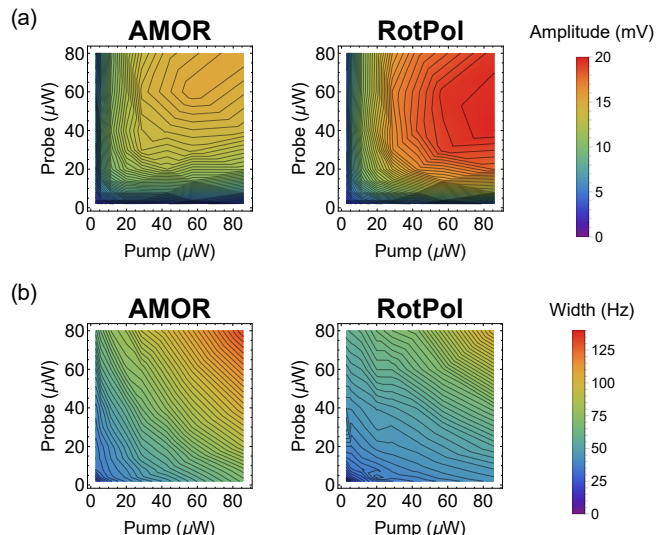 (a)
AMOR
RotPol
Amplitude (mV)
80
60
40
20
0
Probe (μW)
0 20 40 60 80
Pump (μW)
80
60
40
20
0
Probe (μW)
0 20 40 60 80
Pump (μW)
20
15
10
5
0
(b)
AMOR
RotPol
Width (Hz)
80
60
40
20
0
Probe (μW)
0 20 40 60 80
Pump (μW)
80
60
40
20
0
Probe (μW)
0 20 40 60 80
Pump (μW)
125
100
75
50
25
0